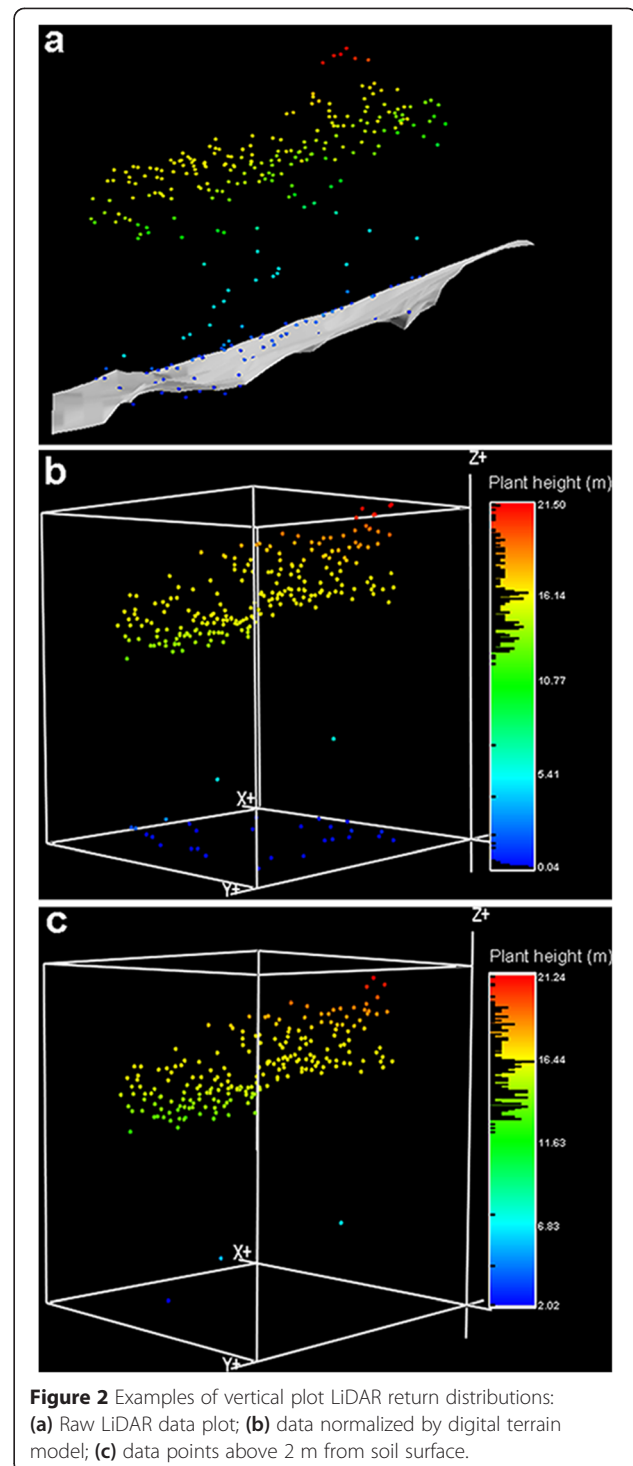 a
b
Z+
Plant height (m)
21.50
16.14
10.77
5.41
0.04
X+
Y+
c
Z+
Plant height (m)
21.24
16.44
11.63
6.83
2.02
X+
Y+
Figure 2 Examples of vertical plot LiDAR return distributions:
(a) Raw LiDAR data plot; (b) data normalized by digital terrain
model; (c) data points above 2 m from soil surface.